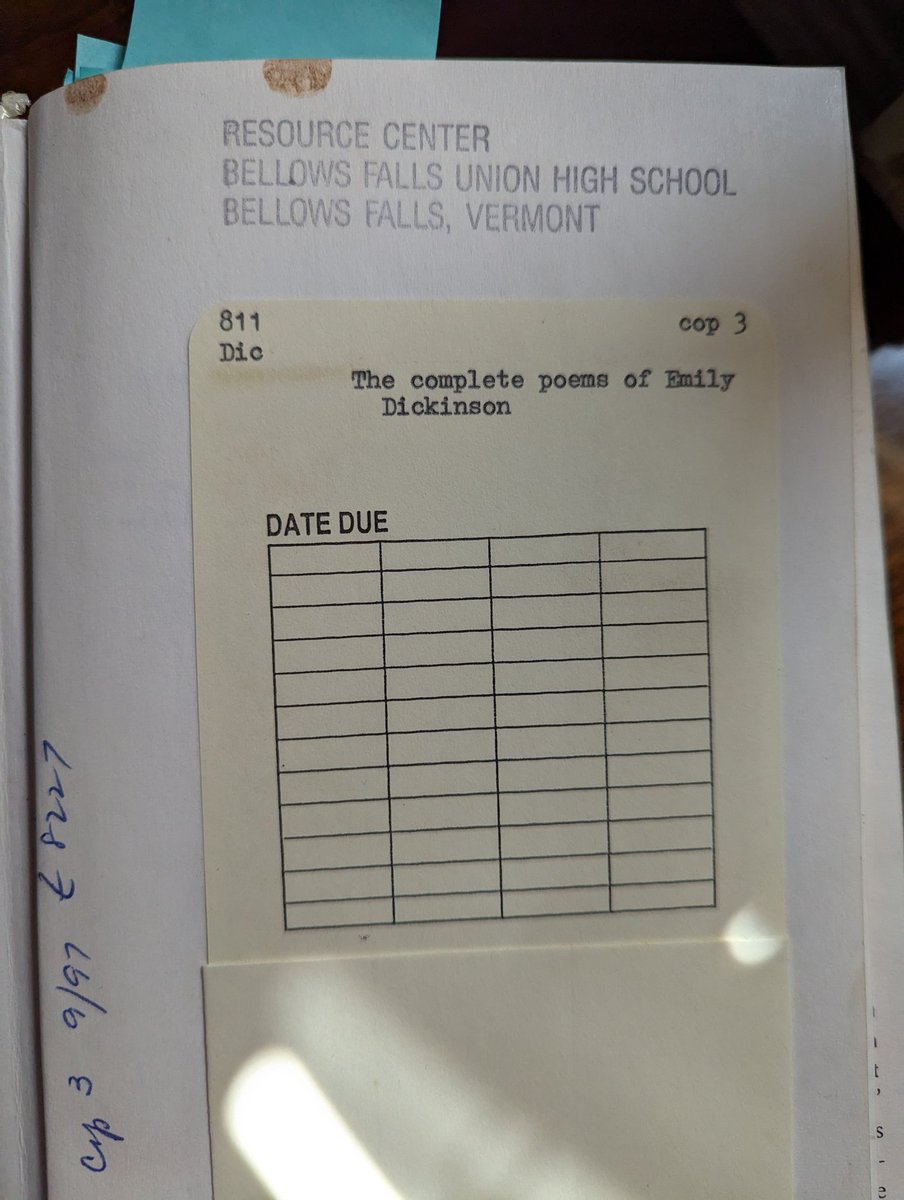 RESOURCE CENTER
BELLOWS FALLS UNION HIGH SCHOOL
BELLOWS FALLS, VERMONT
811
cop 3
Dic
The complete poems of Emily
Dickinson
DATE DUE
cop 3 9/97 8227